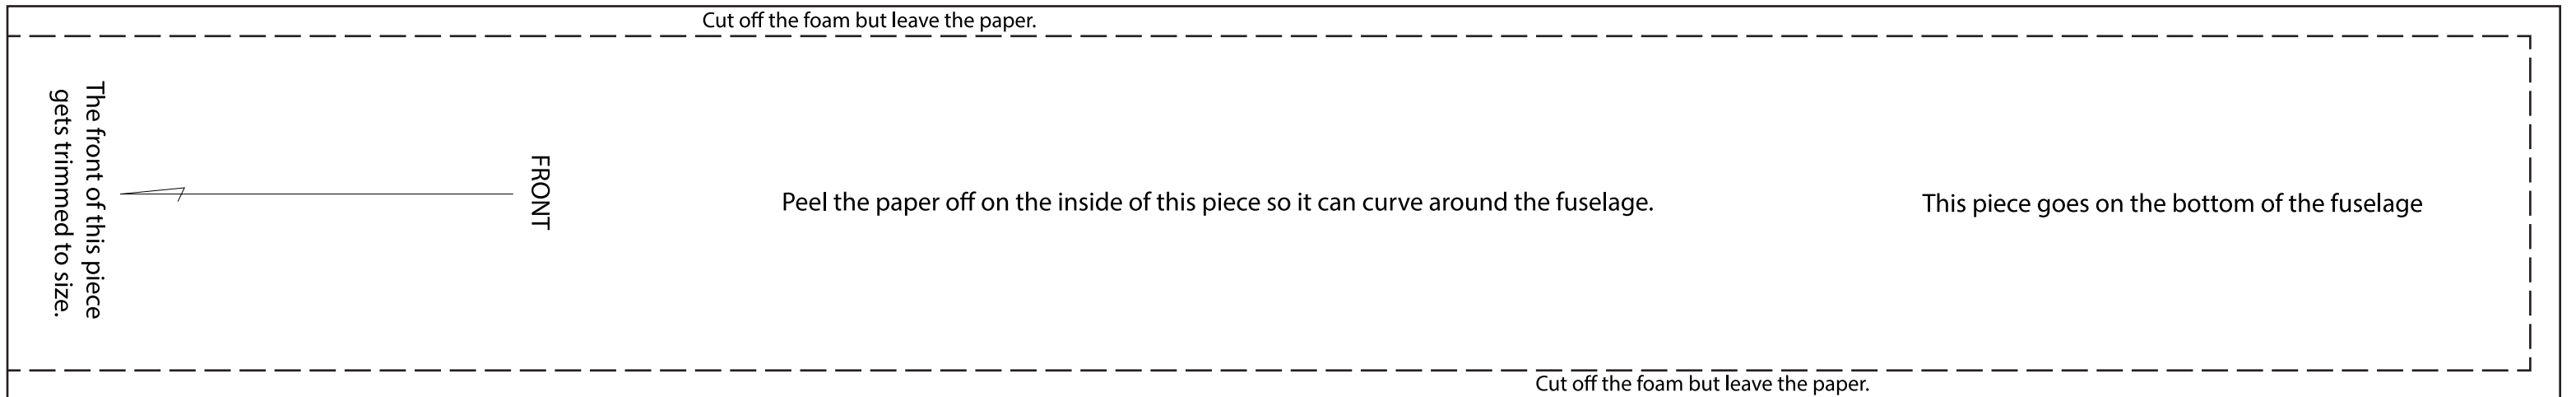 Cut off the foam but leave the paper.
The front of this piece
gets trimmed to size.
FRONT
Peel the paper off on the inside of this piece so it can curve around the fuselage.
This piece goes on the bottom of the fuselage
Cut off the foam but leave the paper.